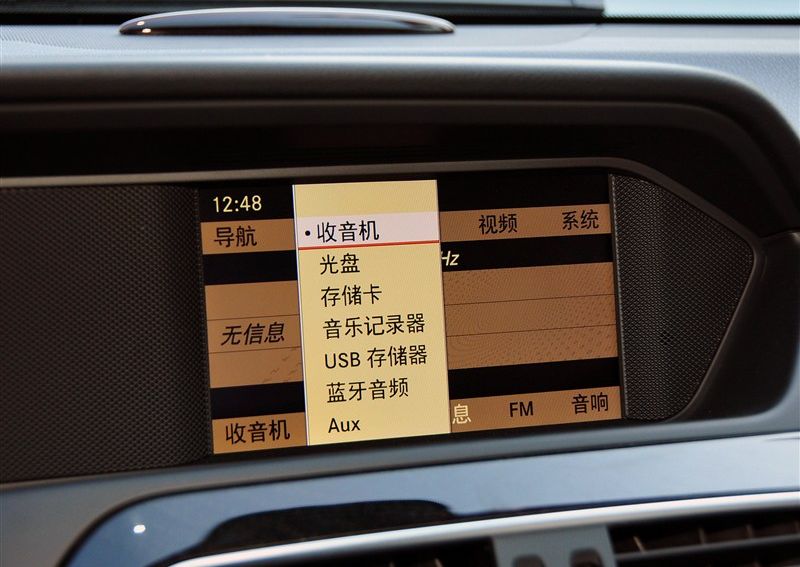 12:48
导航 视频 系统
• 收音机
Hz
光盘
存储卡
音乐记录器
无信息
USB 存储器
蓝牙音频
Aux
收音机 息 FM 音响